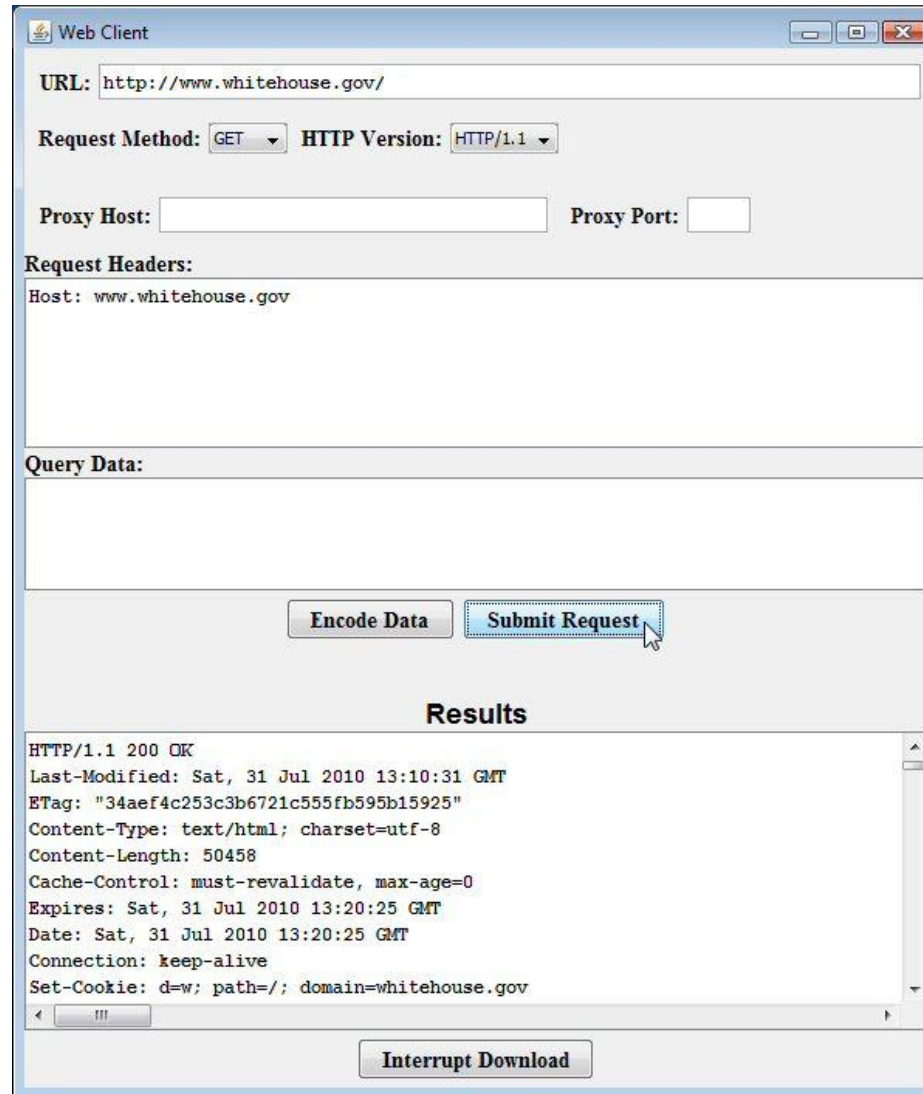 Web Client
URL: http://www.whitehouse.gov/
Request Method: GET HTTP Version: HTTP/1.1
Proxy Host: Proxy Port:
Request Headers:
Host: www.whitehouse.gov
Query Data:
Encode Data Submit Request
Results
HTTP/1.1 200 OK
Last-Modified: Sat, 31 Jul 2010 13:10:31 GMT
ETag: "34aef4c253c3b6721c555fb595b15925"
Content-Type: text/html; charset=utf-8
Content-Length: 50458
Cache-Control: must-revalidate, max-age=0
Expires: Sat, 31 Jul 2010 13:20:25 GMT
Date: Sat, 31 Jul 2010 13:20:25 GMT
Connection: keep-alive
Set-Cookie: d=w; path=/; domain=whitehouse.gov
Interrupt Download